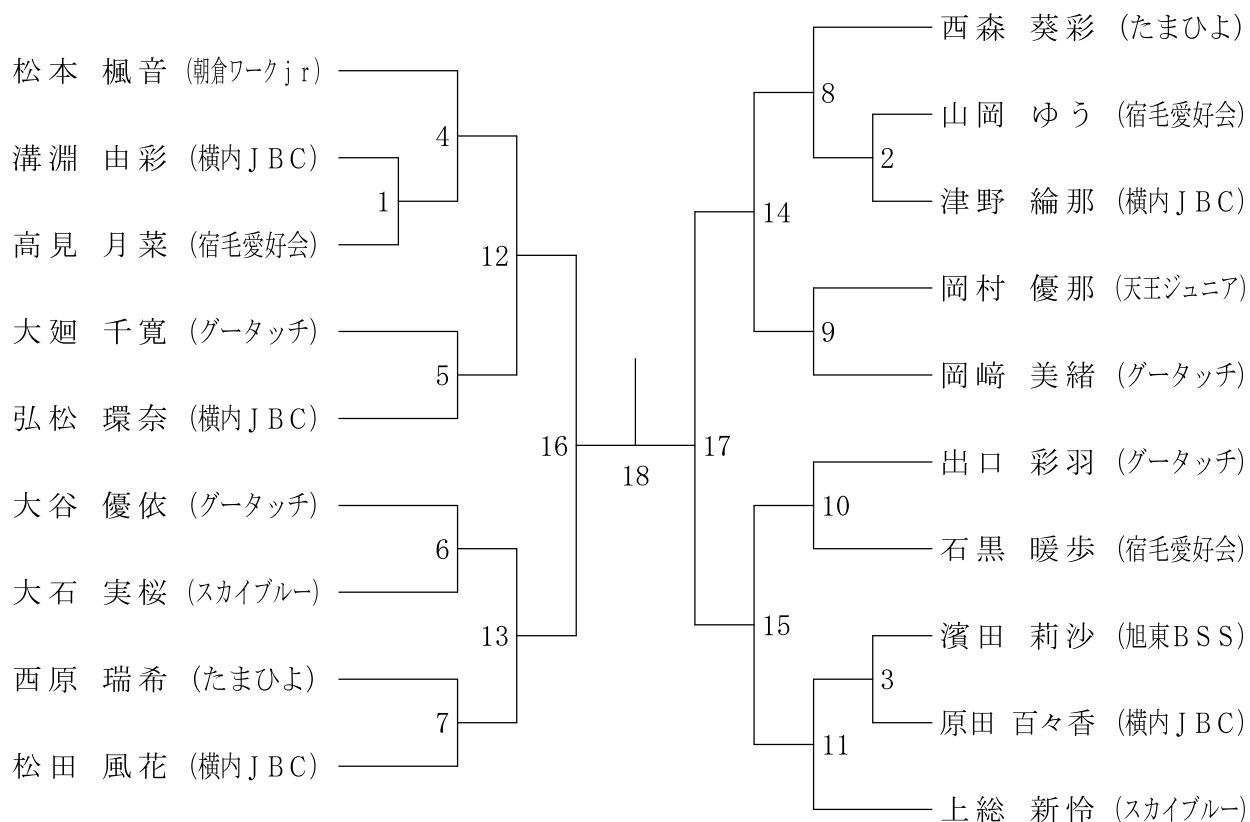 松本 楓音 (朝倉ワークｊｒ)
4
溝淵 由彩 (横内ＪＢＣ)
1
高見 月菜 (宿毛愛好会)
12
大廻 千寛 (グータッチ)
5
弘松 環奈 (横内ＪＢＣ)
16
大谷 優依 (グータッチ)
6
大石 実桜 (スカイブルー)
13
西原 瑞希 (たまひよ)
7
松田 風花 (横内ＪＢＣ)
18
西森 葵彩 (たまひよ)
8
山岡 ゆう (宿毛愛好会)
2
津野 綸那 (横内ＪＢＣ)
14
岡村 優那 (天王ジュニア)
9
岡﨑 美緒 (グータッチ)
17
出口 彩羽 (グータッチ)
10
石黒 暖歩 (宿毛愛好会)
15
濱田 莉沙 (旭東ＢＳＳ)
3
原田 百々香 (横内ＪＢＣ)
11
上総 新怜 (スカイブルー)